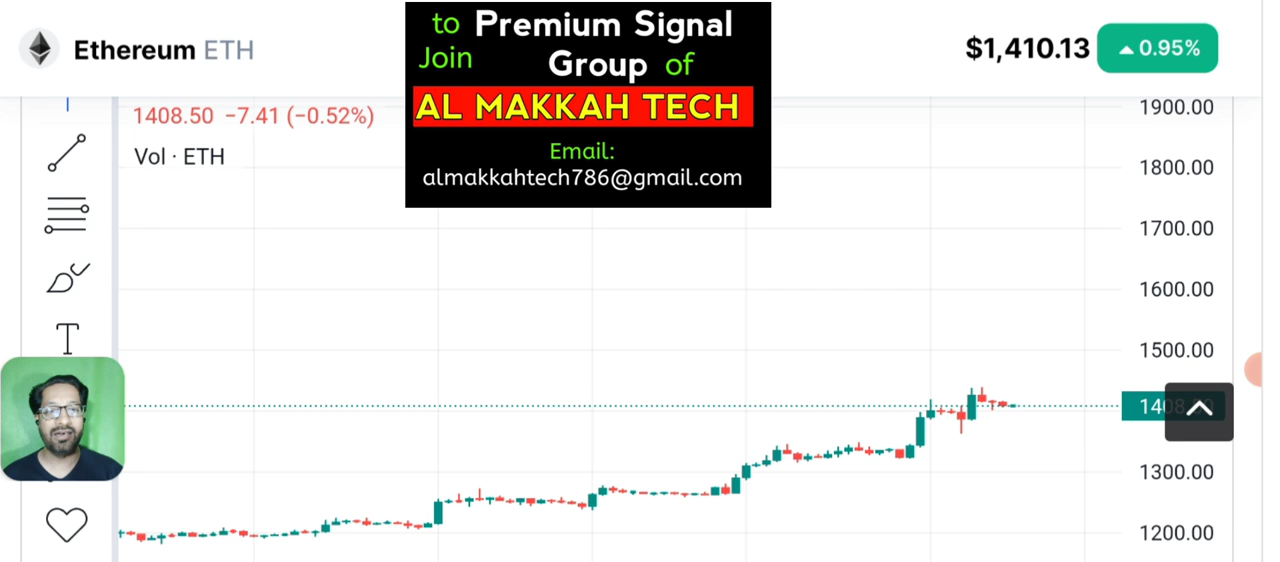 Ethereum ETH
to Premium Signal
Join Group of
AL MAKKAH TECH
Email:
almakkahtech786@gmail.com
$1,410.13 ▲ 0.95%
1408.50 −7.41 (−0.52%)
Vol · ETH
T
1900.00
1800.00
1700.00
1600.00
1500.00
1300.00
1200.00